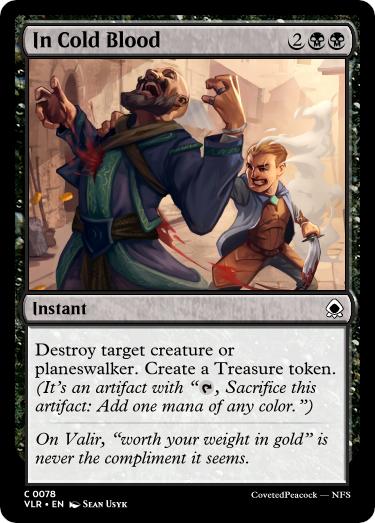 In Cold Blood 2
Instant
Destroy target creature or
planeswalker. Create a Treasure token.
(It's an artifact with “, Sacrifice this
artifact: Add one mana of any color.”)
On Valir, “worth your weight in gold” is
never the compliment it seems.
C 0078
VLR • EN Sean Usyk CovetedPeacock — NFS